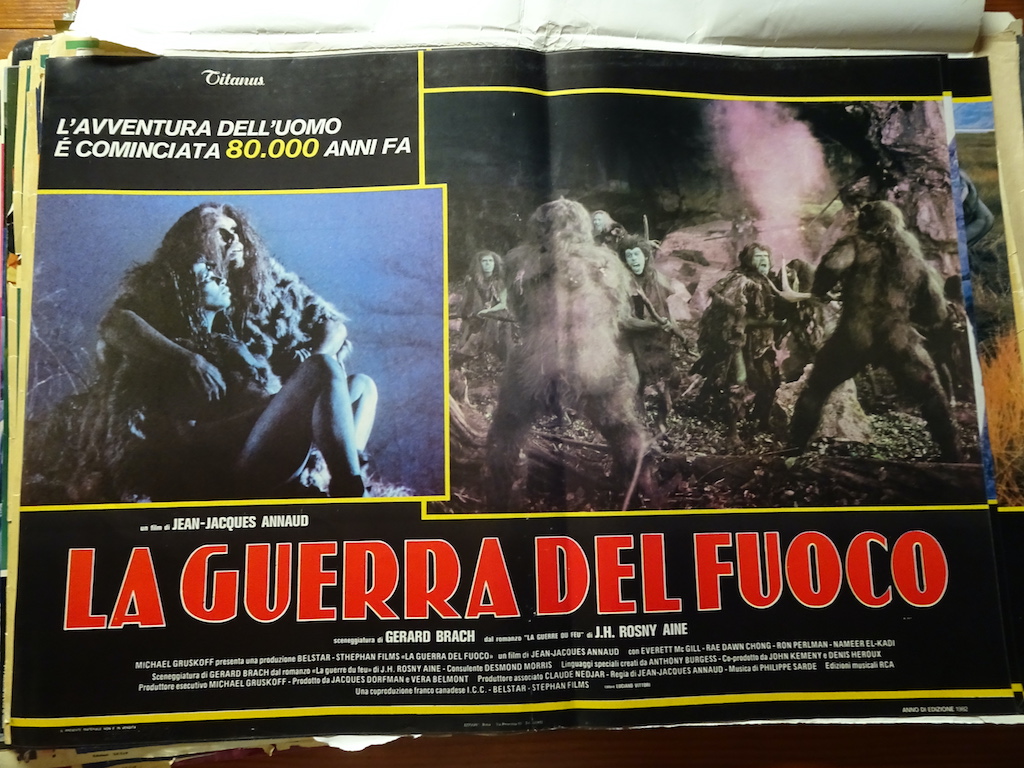 Titanus
L'AVVENTURA DELL'UOMO
È COMINCIATA 80.000 ANNI FA
un film di JEAN-JACQUES ANNAUD
LA GUERRA DEL FUOCO
sceneggiatura di GERARD BRACH dal romanzo "LA GUERRE DU FEU" di J.H. ROSNY AINE
MICHAEL GRUSKOFF presenta una produzione BELSTAR - STHEPHAN FILMS «LA GUERRA DEL FUOCO» un film di JEAN-JACQUES ANNAUD con EVERETT Mc GILL - RAE DAWN CHONG - RON PERLMAN - NAMEER EL-KADI
Sceneggiatura di GERARD BRACH dal romanzo «La guerre du feu» di J.H. ROSNY AINE - Consulente DESMOND MORRIS Linguaggi speciali creati da ANTHONY BURGESS - Co-prodotto da JOHN KEMENY e DENIS HEROUX
Produttore esecutivo MICHAEL GRUSKOFF - Prodotto da JACQUES DORFMAN e VERA BELMONT Produttore associato CLAUDE NEDJAR - Regia di JEAN-JACQUES ANNAUD - Musica di PHILIPPE SARDE Edizioni musicali RCA
Una coproduzione franco canadese I.C.C. - BELSTAR - STEPHAN FILMS
ANNO DI EDIZIONE 1982